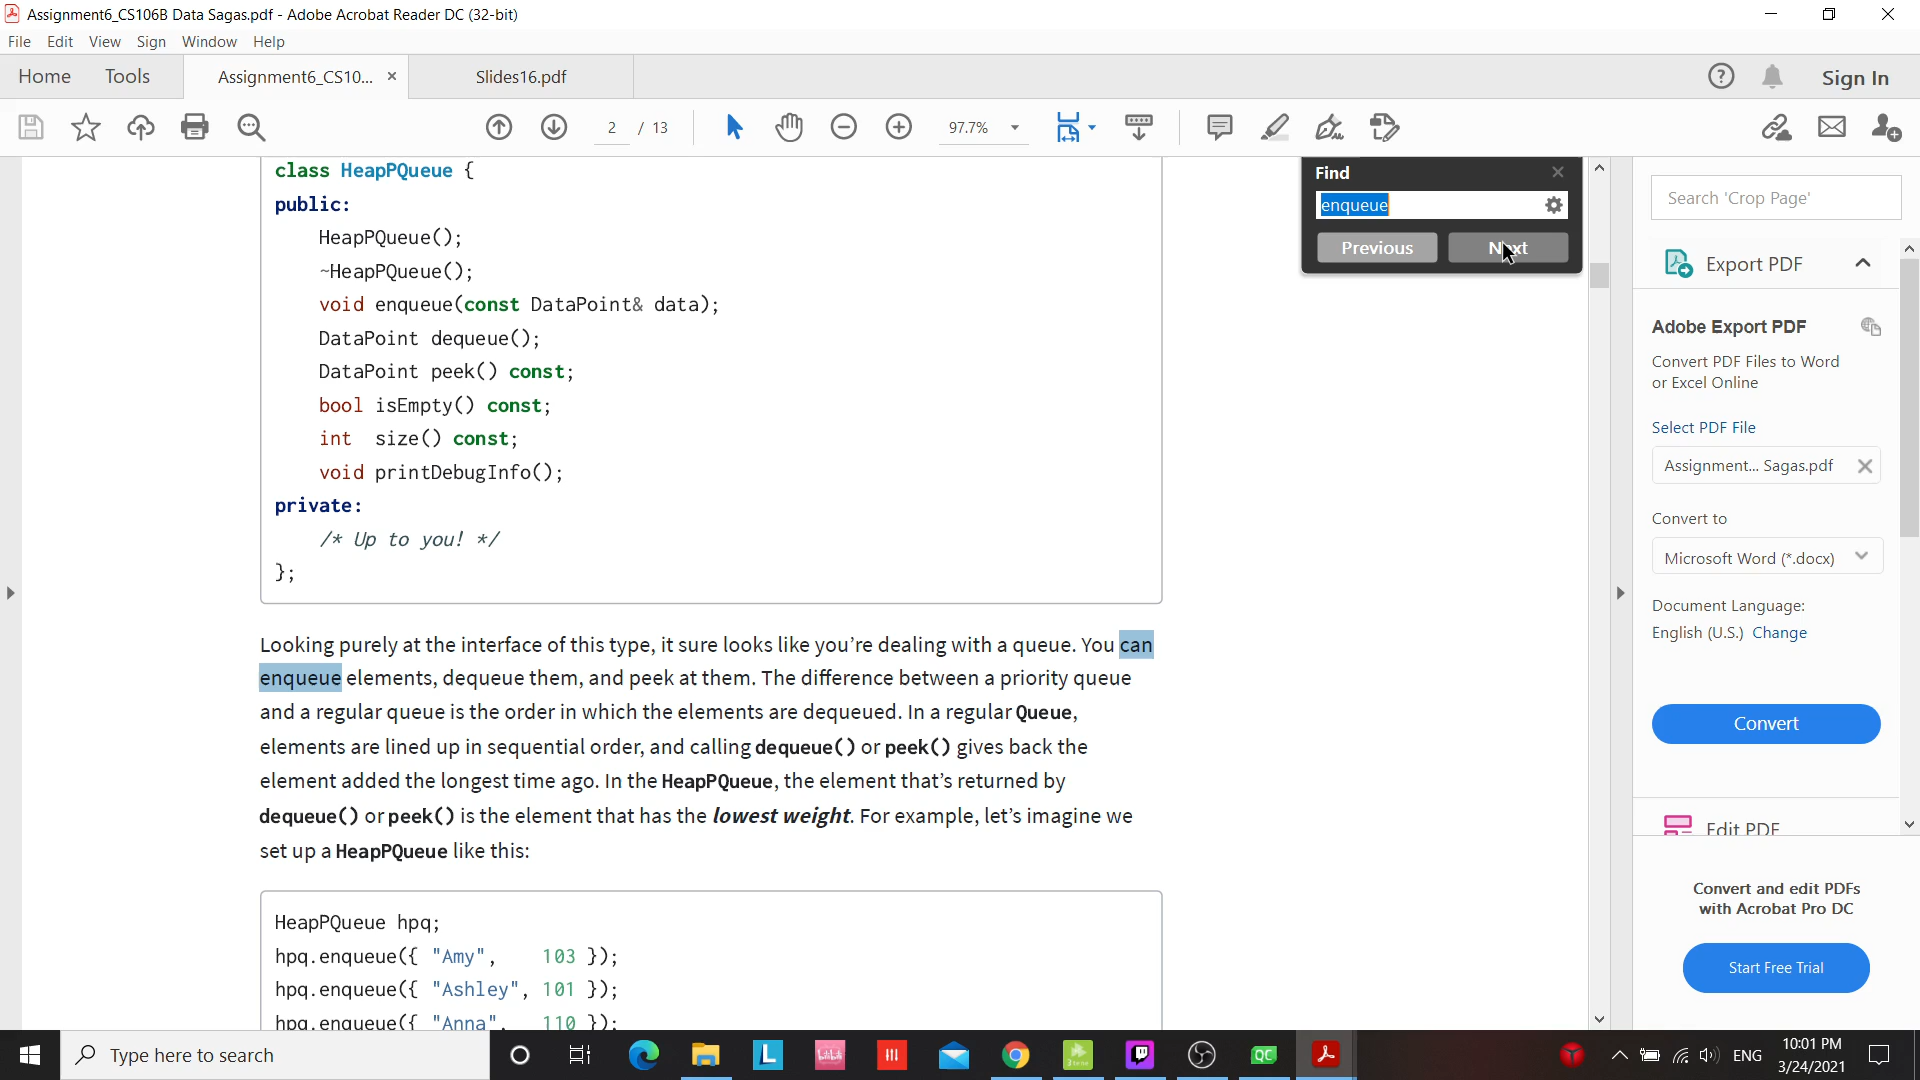 Assignment6_CS106B Data Sagas.pdf - Adobe Acrobat Reader DC (32-bit)
File Edit View Sign Window Help
Home Tools Assignment6_CS10... × Slides16.pdf Sign In
2 / 13 97.7%
class HeapPQueue {
public:
HeapPQueue();
~HeapPQueue();
void enqueue(const DataPoint& data);
DataPoint dequeue();
DataPoint peek() const;
bool isEmpty() const;
int size() const;
void printDebugInfo();
private:
/* Up to you! */
};
Looking purely at the interface of this type, it sure looks like you're dealing with a queue. You can
enqueue elements, dequeue them, and peek at them. The difference between a priority queue
and a regular queue is the order in which the elements are dequeued. In a regular Queue,
elements are lined up in sequential order, and calling dequeue() or peek() gives back the
element added the longest time ago. In the HeapPQueue, the element that's returned by
dequeue() or peek() is the element that has the lowest weight. For example, let's imagine we
set up a HeapPQueue like this:
HeapPQueue hpq;
hpq.enqueue({ "Amy", 103 });
hpq.enqueue({ "Ashley", 101 });
hpq.enqueue({ "Anna", 110 });
Find
enqueue
Previous Next
Search 'Crop Page'
Export PDF
Adobe Export PDF
Convert PDF Files to Word
or Excel Online
Select PDF File
Assignment... Sagas.pdf
Convert to
Microsoft Word (*.docx)
Document Language:
English (U.S.) Change
Convert
Edit PDF
Convert and edit PDFs
with Acrobat Pro DC
Start Free Trial
Type here to search
L
QC
ENG
10:01 PM
3/24/2021